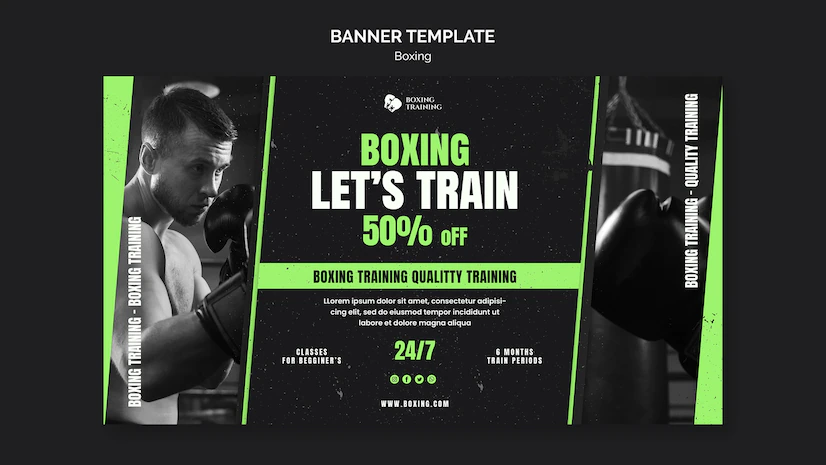 BANNER TEMPLATE
Boxing
BOXING
TRAINING
BOXING
LET'S TRAIN
50% OFF
BOXING TRAINING QUALITTY TRAINING
LLorem ipsum dolor sit amet, consectetur adipisi-
cing elit, sed do eiusmod tempor incididunt ut
labore et dolore magna aliqua
CLASSES
FOR BEGGINER'S
24/7
6 MONTHS
TRAIN PERIODS
WWW.BOXING.COM
BOXING TRAINING - BOXING TRAINING
BOXING TRAINING - QUALITY TRAINING